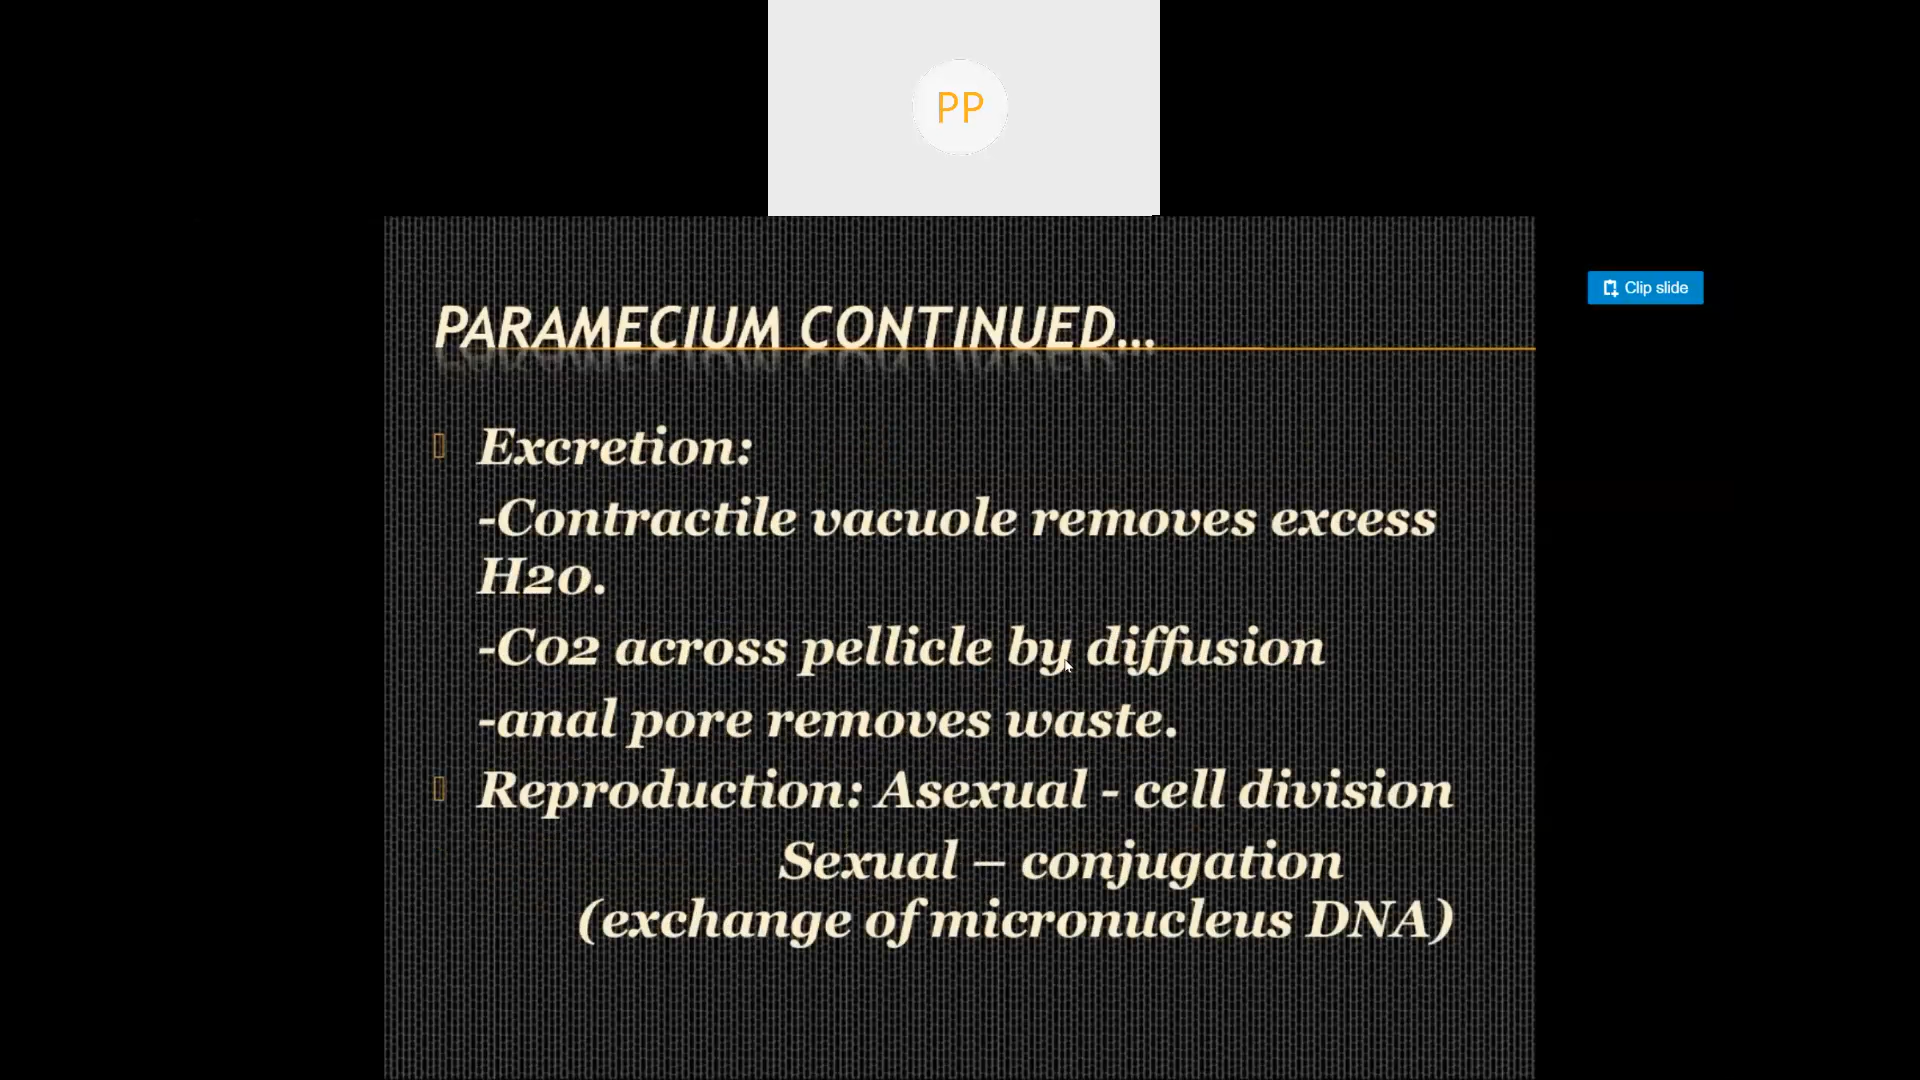 PP
Clip slide
PARAMECIUM CONTINUED...
Excretion:
-Contractile vacuole removes excess
H20.
-C02 across pellicle by diffusion
-anal pore removes waste.
Reproduction: Asexual - cell division
Sexual – conjugation
(exchange of micronucleus DNA)